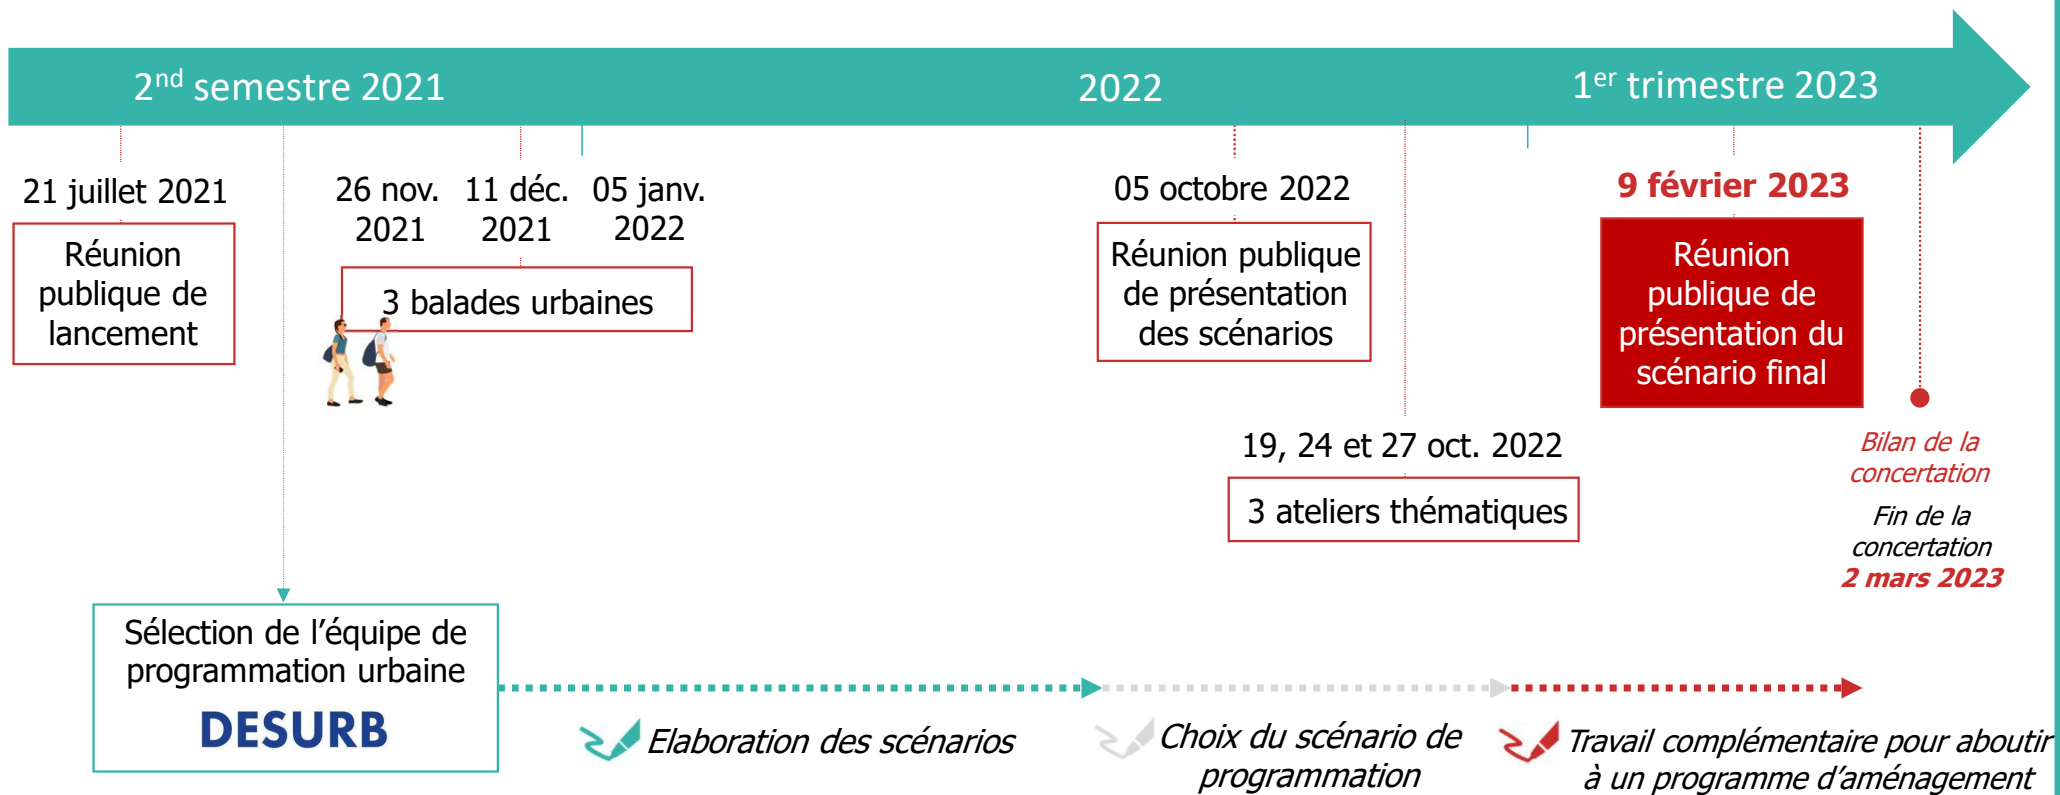 2nd semestre 2021
2022
1er trimestre 2023
21 juillet 2021
Réunion
publique de
lancement
26 nov.
2021
11 déc.
2021
05 janv.
2022
3 balades urbaines
05 octobre 2022
Réunion publique
de présentation
des scénarios
19, 24 et 27 oct. 2022
3 ateliers thématiques
9 février 2023
Réunion
publique de
présentation du
scénario final
Bilan de la
concertation
Fin de la
concertation
2 mars 2023
Sélection de l’équipe de
programmation urbaine
DESURB
Elaboration des scénarios
Choix du scénario de
programmation
Travail complémentaire pour aboutir
à un programme d’aménagement